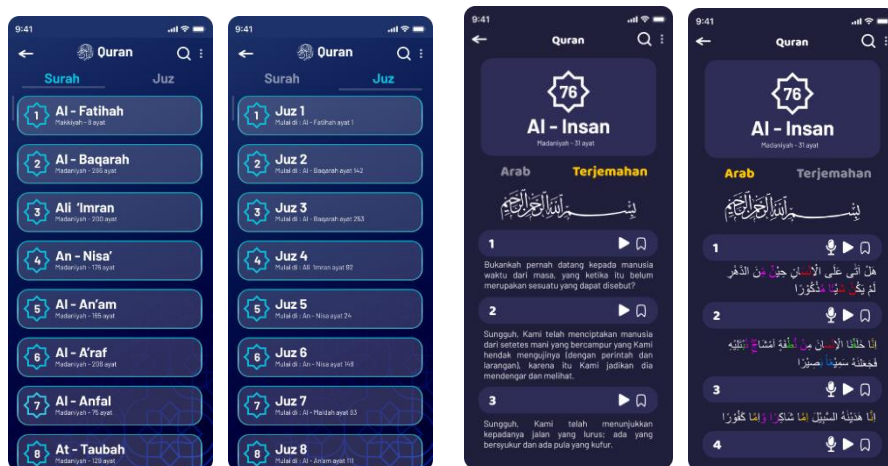 9:41
Quran
Surah Juz
1 Al - Fatihah
Makkiyah - 8 ayat
2 Al - Baqarah
Madaniyah - 286 ayat
3 Ali 'Imran
Madaniyah - 200 ayat
4 An - Nisa'
Madaniyah - 176 ayat
5 Al - An'am
Madaniyah - 165 ayat
6 Al - A'raf
Madaniyah - 206 ayat
7 Al - Anfal
Madaniyah - 75 ayat
8 At - Taubah
Madaniyah - 129 ayat
9:41
Quran
Surah Juz
1 Juz 1
Mulai di : Al - Fatihah ayat 1
2 Juz 2
Mulai di : Al - Baqarah ayat 142
3 Juz 3
Mulai di : Al - Baqarah ayat 253
4 Juz 4
Mulai di : Ali 'Imran ayat 92
5 Juz 5
Mulai di : An - Nisa ayat 24
6 Juz 6
Mulai di : An - Nisa ayat 148
7 Juz 7
Mulai di : Al - Maidah ayat 83
8 Juz 8
Mulai di : Al - An'am ayat 111
9:41
Quran
76
Al - Insan
Madaniyah - 31 ayat
Arab Terjemahan
بِسْمِ اللَّهِ الرَّحْمَٰنِ الرَّحِيمِ
1
Bukankah pernah datang kepada manusia
waktu dari masa, yang ketika itu belum
merupakan sesuatu yang dapat disebut?
2
Sungguh, Kami telah menciptakan manusia
dari setetes mani yang bercampur yang Kami
hendak mengujinya (dengan perintah dan
larangan), karena itu Kami jadikan dia
mendengar dan melihat.
3
Sungguh, Kami telah menunjukkan
kepadanya jalan yang lurus; ada yang
bersyukur dan ada pula yang kufur.
9:41
Quran
76
Al - Insan
Madaniyah - 31 ayat
Arab Terjemahan
بِسْمِ اللَّهِ الرَّحْمَٰنِ الرَّحِيمِ
1
هَلْ اَتٰى عَلَى الْاِنْسَانِ حِيْنٌ مِّنَ الدَّهْرِ
لَمْ يَكُنْ شَيْـًٔا مَّذْكُوْرًا
2
اِنَّا خَلَقْنَا الْاِنْسَانَ مِنْ نُّطْفَةٍ اَمْشَاجٍ نَّبْتَلِيْهِ
فَجَعَلْنٰهُ سَمِيْعًاۢ بَصِيْرًا
3
اِنَّا هَدَيْنٰهُ السَّبِيْلَ اِمَّا شَاكِرًا وَّاِمَّا كَفُوْرًا
4